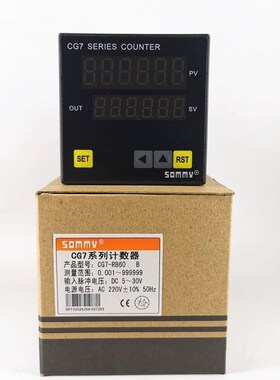 CG7 SERIES COUNTER
PV
OUT
SV
SET
RST
sommy®
sommy®
CG7系列计数器
产品型号: CG7-RB60 B
测量范围: 0.001~999999
输入脉冲电压: DC 5~30V
电源电压: AC 220V±10% 50Hz